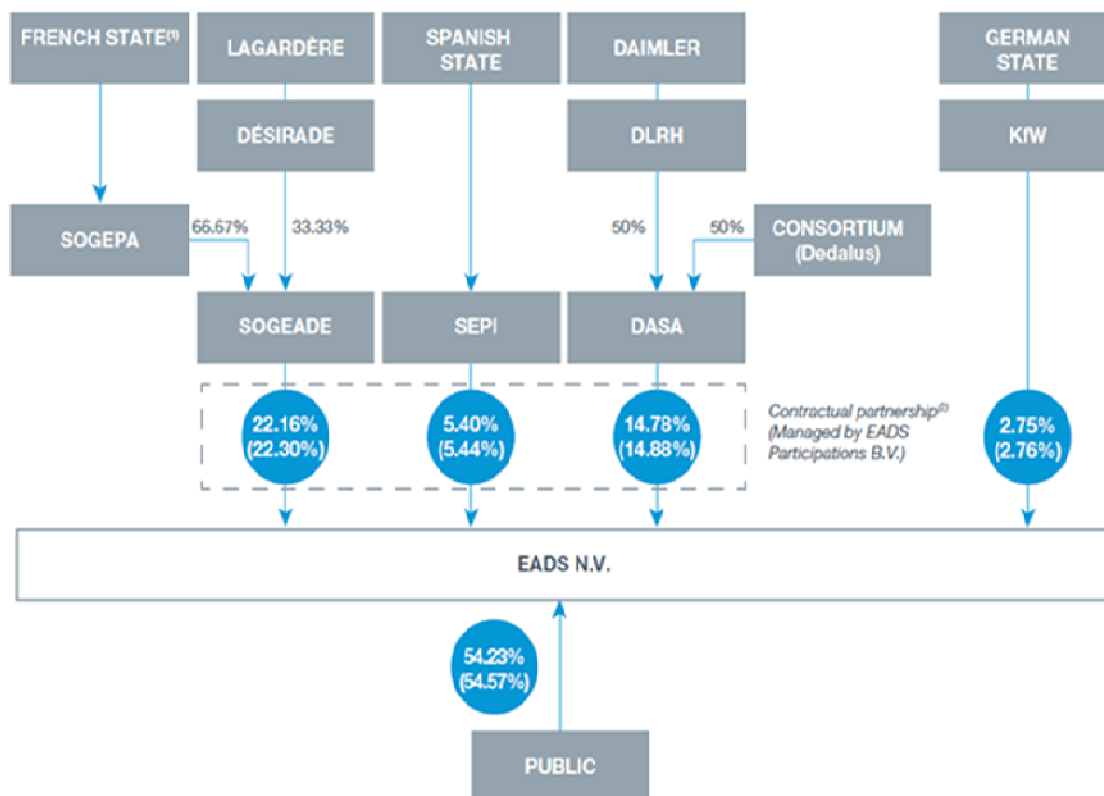 FRENCH STATE(1)
LAGARDÈRE
SPANISH
STATE
DAIMLER
GERMAN
STATE
DÉSIRADE
DLRH
KfW
SOGEPA
66.67%
33.33%
50%
50%
CONSORTIUM
(Dedalus)
SOGEADE
SEPI
DASA
22.16%
(22.30%)
5.40%
(5.44%)
14.78%
(14.88%)
Contractual partnership(2)
(Managed by EADS
Participations B.V.)
2.75%
(2.76%)
EADS N.V.
54.23%
(54.57%)
PUBLIC